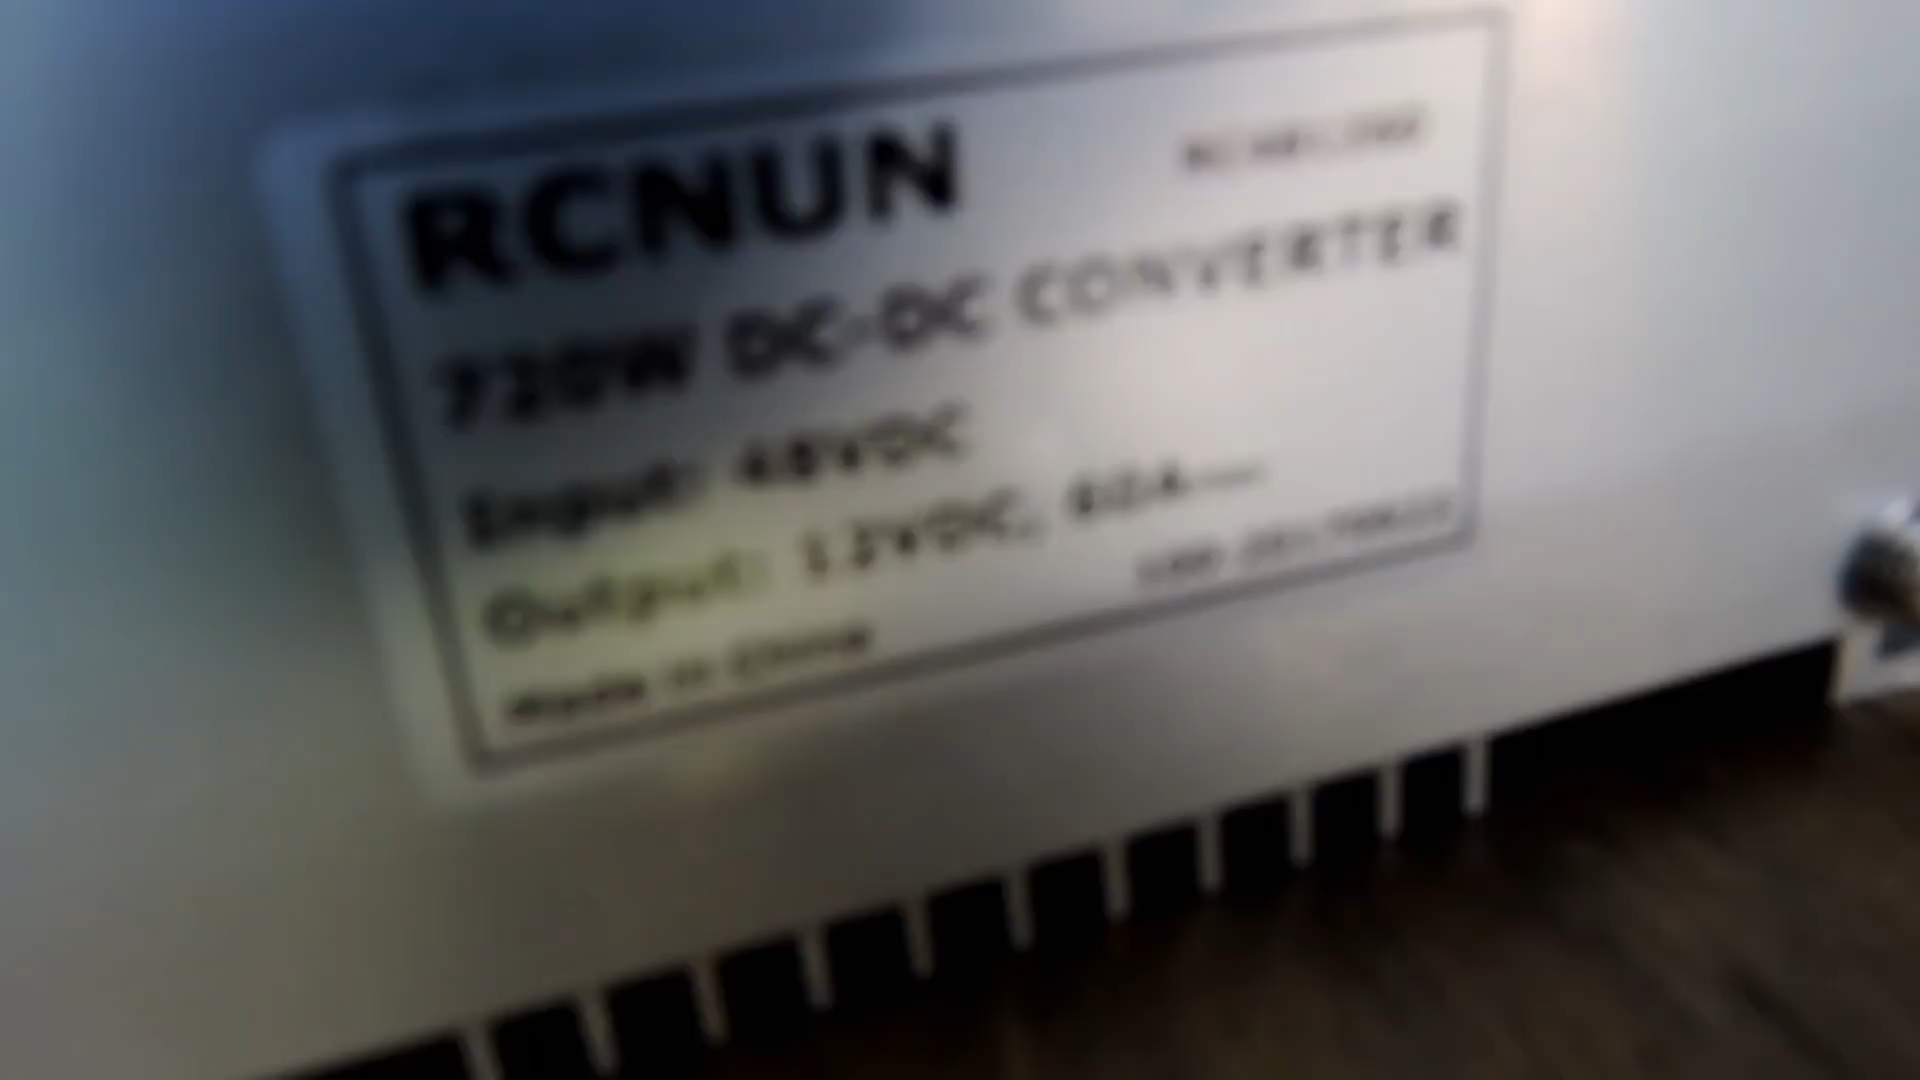 RCNUN
720W DC-DC CONVERTER
Input: 48VDC
Output: 12VDC, 60A
Made in China